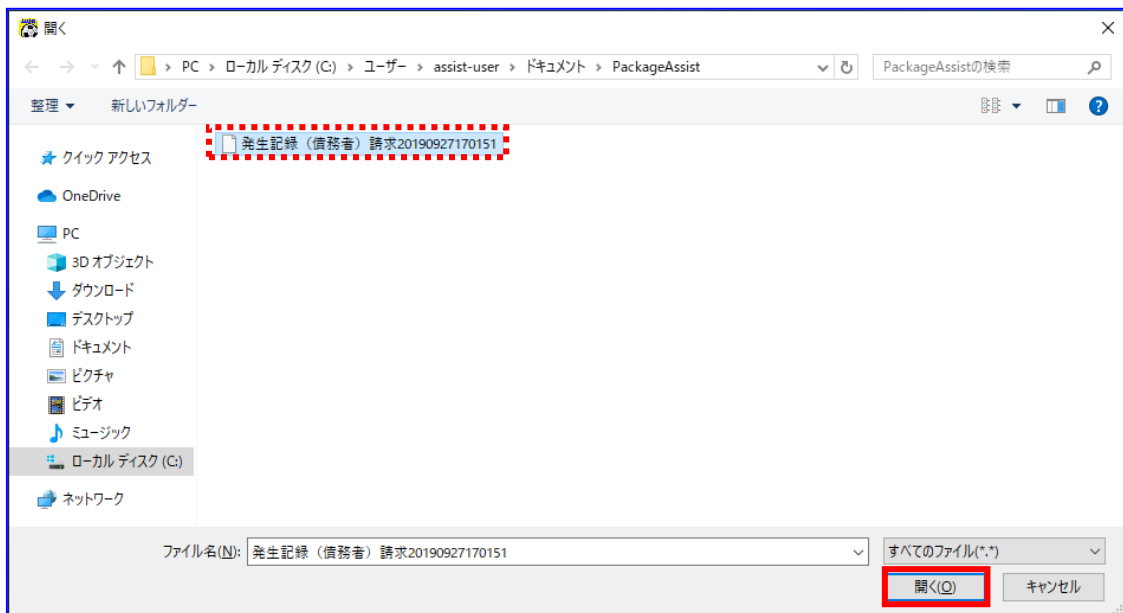 開く
PC › ローカル ディスク (C:) › ユーザー › assist-user › ドキュメント › PackageAssist
PackageAssistの検索
整理 新しいフォルダー
クイック アクセス
発生記録（債務者）請求20190927170151
OneDrive
PC
3D オブジェクト
ダウンロード
デスクトップ
ドキュメント
ピクチャ
ビデオ
ミュージック
ローカル ディスク (C:)
ネットワーク
ファイル名(N): 発生記録（債務者）請求20190927170151 すべてのファイル(*.*)
開く(O) キャンセル